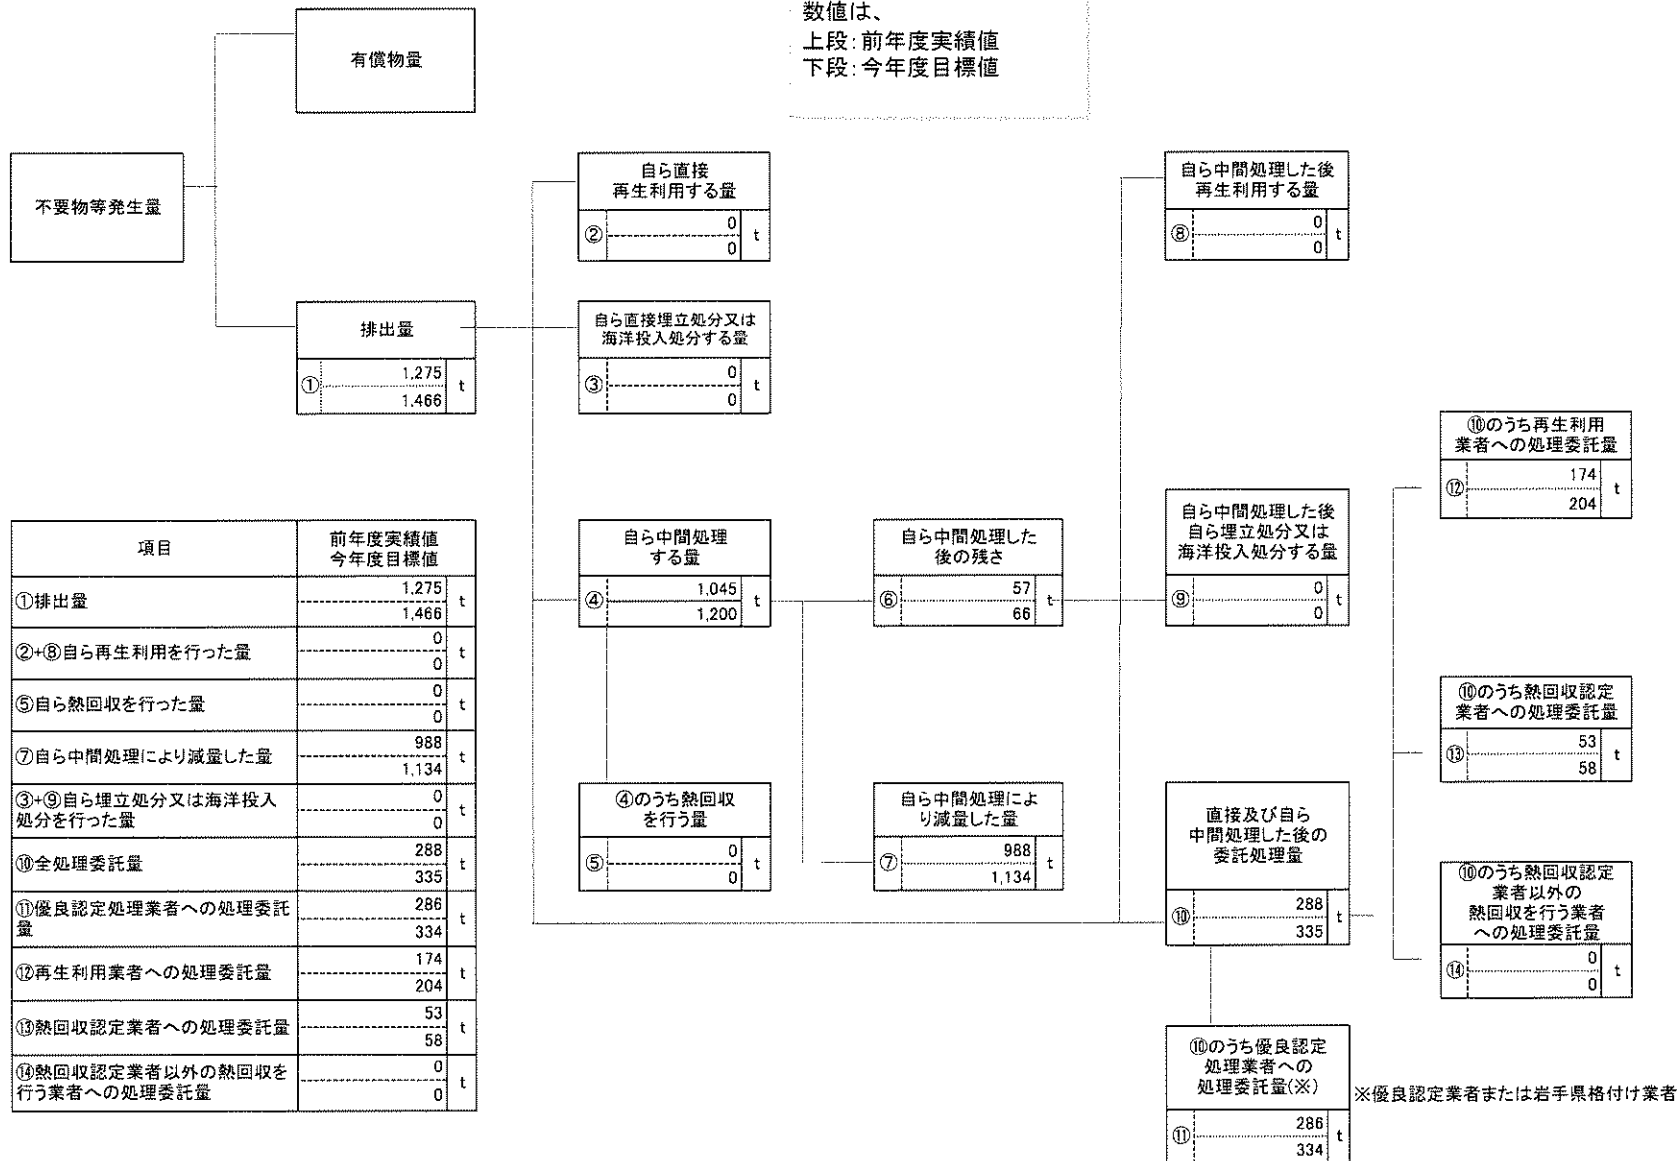 数値は、
上段:前年度実績値
下段:今年度目標値
有償物量
不要物等発生量
自ら直接
再生利用する量
② 0 t
0
自ら中間処理した後
再生利用する量
⑧ 0 t
0
排出量
① 1,275 t
1,466
自ら直接埋立処分又は
海洋投入処分する量
③ 0 t
0
⑩のうち再生利用
業者への処理委託量
⑫ 174 t
204
自ら中間処理
する量
④ 1,045 t
1,200
自ら中間処理した
後の残さ
⑥ 57 t
66
自ら中間処理した後
自ら埋立処分又は
海洋投入処分する量
⑨ 0 t
0
⑩のうち熱回収認定
業者への処理委託量
⑬ 53 t
58
④のうち熱回収
を行う量
⑤ 0 t
0
自ら中間処理によ
り減量した量
⑦ 988 t
1,134
直接及び自ら
中間処理した後の
委託処理量
⑩ 288 t
335
⑩のうち熱回収認定
業者以外の
熱回収を行う業者
への処理委託量
⑭ 0 t
0
⑩のうち優良認定
処理業者への
処理委託量(※)
⑪ 286 t
334
※優良認定業者または岩手県格付け業者
項目
前年度実績値
今年度目標値
①排出量 1,275 t
1,466
②+⑧自ら再生利用を行った量 0 t
0
⑤自ら熱回収を行った量 0 t
0
⑦自ら中間処理により減量した量 988 t
1,134
③+⑨自ら埋立処分又は海洋投入
処分を行った量 0 t
0
⑩全処理委託量 288 t
335
⑪優良認定処理業者への処理委託
量 286 t
334
⑫再生利用業者への処理委託量 174 t
204
⑬熱回収認定業者への処理委託量 53 t
58
⑭熱回収認定業者以外の熱回収を
行う業者への処理委託量 0 t
0